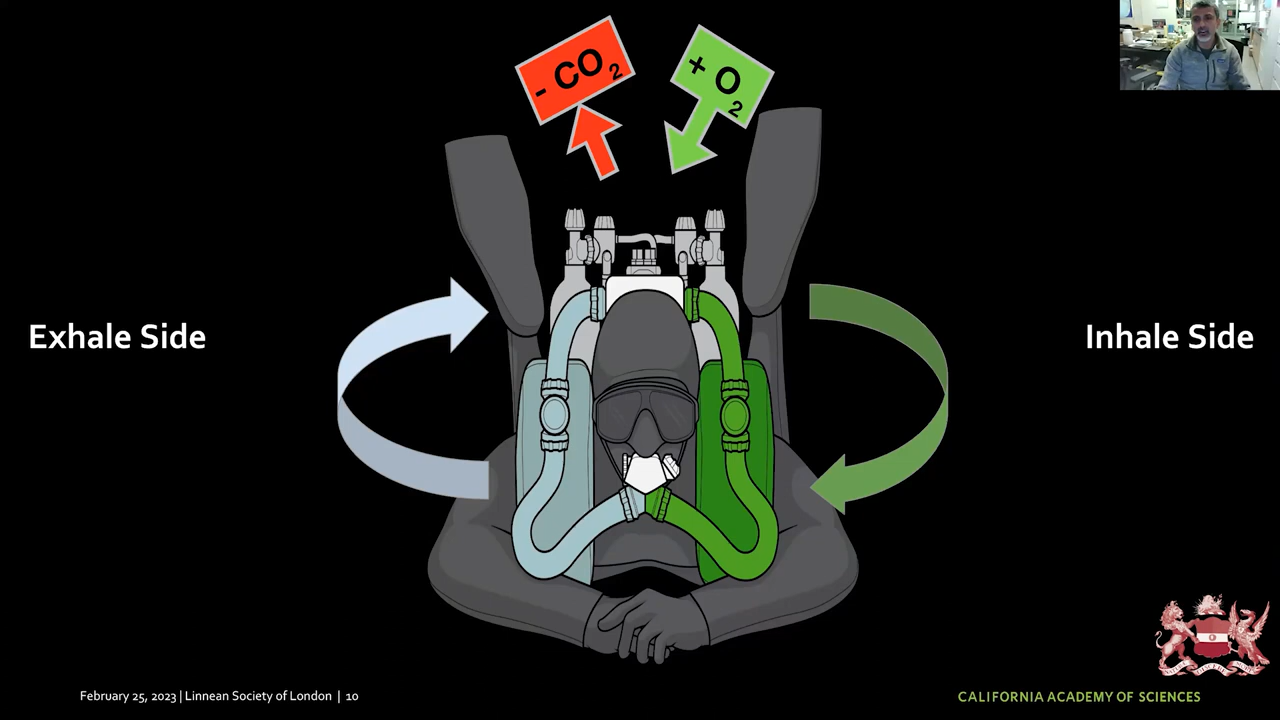 - CO₂
+ O₂
Exhale Side
Inhale Side
February 25, 2023 | Linnean Society of London | 10
CALIFORNIA ACADEMY OF SCIENCES